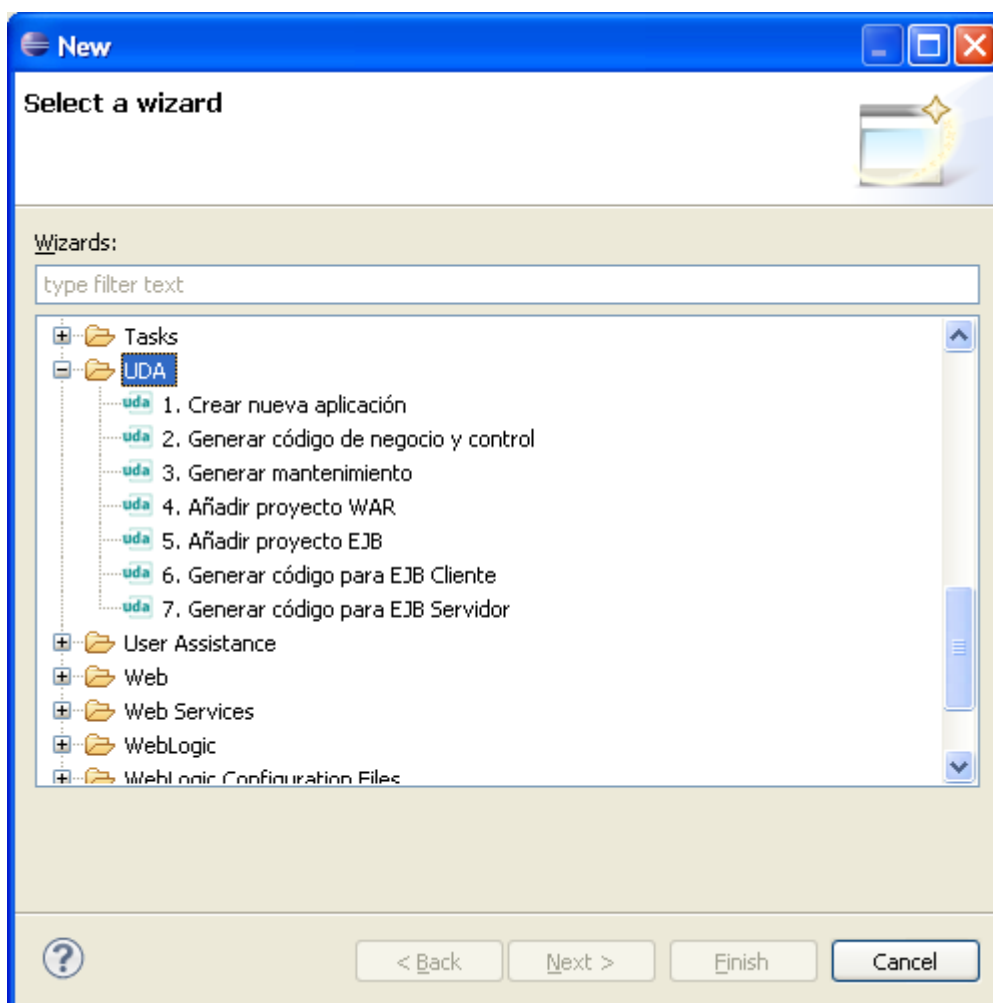 New
Select a wizard
Wizards:
type filter text
Tasks
UDA
uda 1. Crear nueva aplicación
uda 2. Generar código de negocio y control
uda 3. Generar mantenimiento
uda 4. Añadir proyecto WAR
uda 5. Añadir proyecto EJB
uda 6. Generar código para EJB Cliente
uda 7. Generar código para EJB Servidor
User Assistance
Web
Web Services
WebLogic
WebLogic Configuration Files
? < Back Next > Finish Cancel